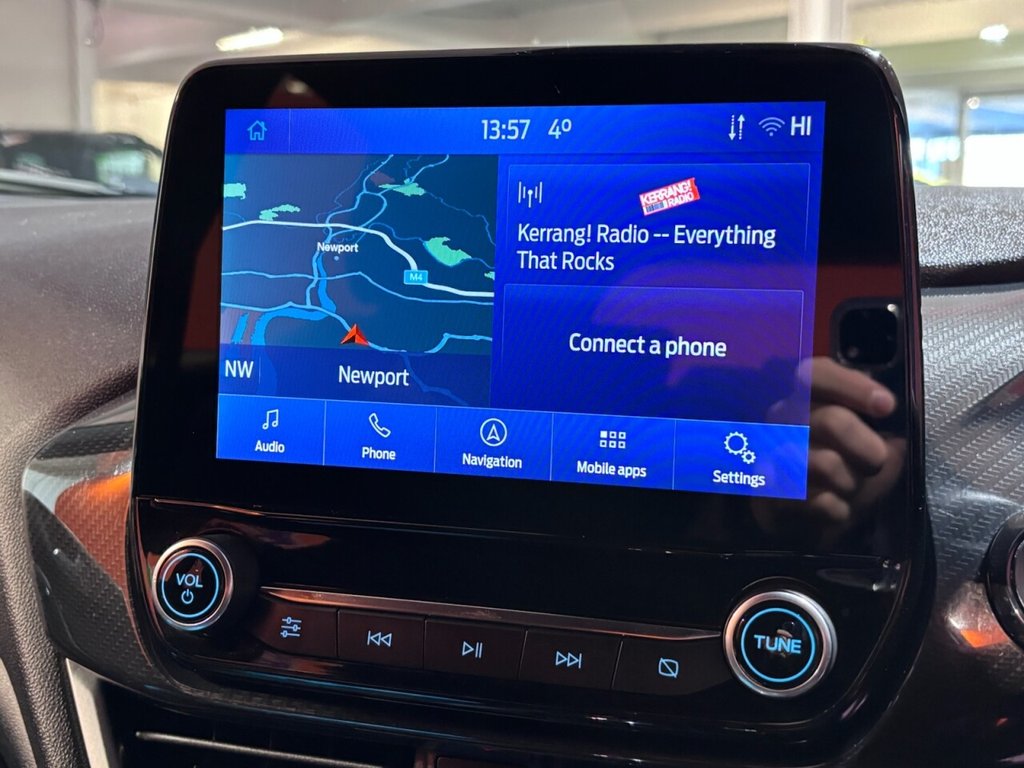 13:57 4º HI
Newport
M4
NW
Newport
KERRANG!
RADIO
Kerrang! Radio -- Everything
That Rocks
Connect a phone
Audio
Phone
Navigation
Mobile apps
Settings
VOL
TUNE